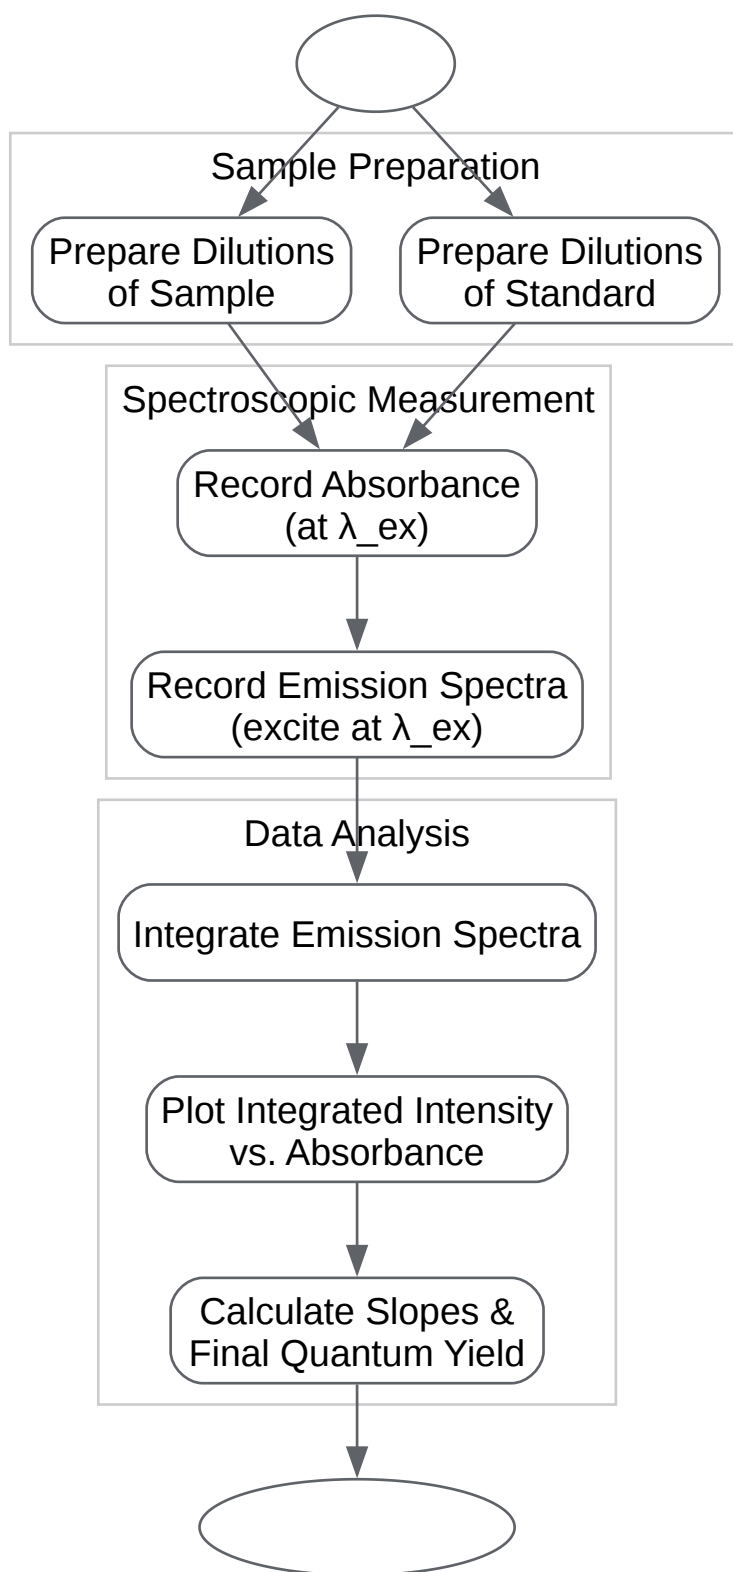 Sample Preparation
Prepare Dilutions
of Sample
Prepare Dilutions
of Standard
Spectroscopic Measurement
Record Absorbance
(at λ_ex)
Record Emission Spectra
(excite at λ_ex)
Data Analysis
Integrate Emission Spectra
Plot Integrated Intensity
vs. Absorbance
Calculate Slopes &
Final Quantum Yield